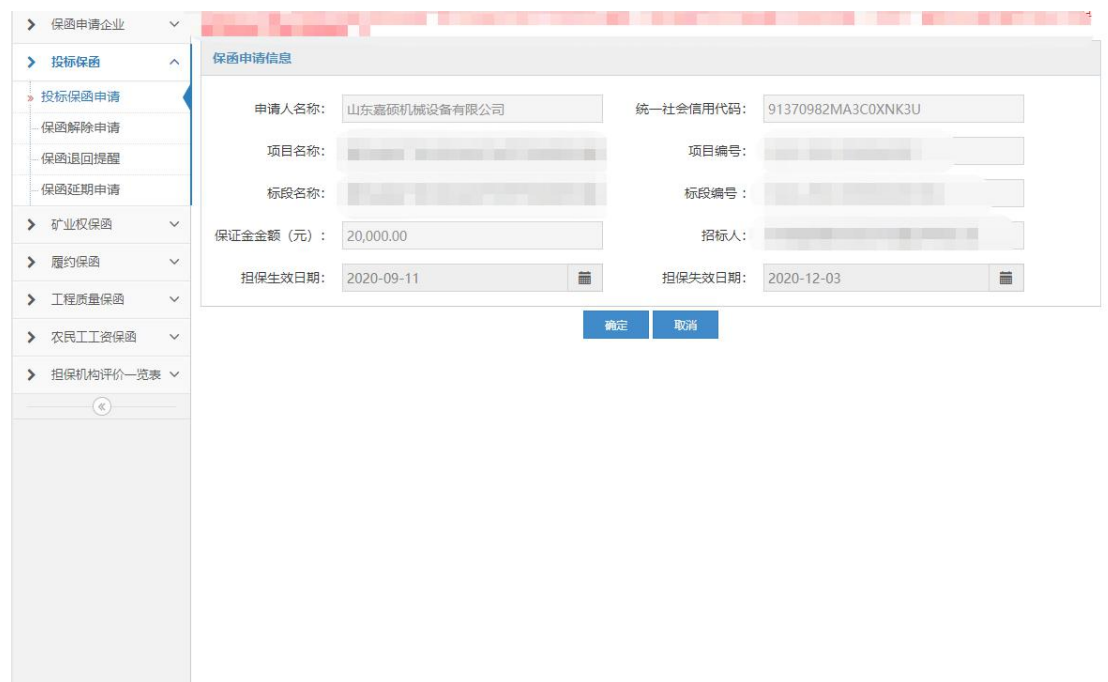 保函申请企业
投标保函
投标保函申请
保函解除申请
保函退回提醒
保函延期申请
矿业权保函
履约保函
工程质量保函
农民工工资保函
担保机构评价一览表
保函申请信息
申请人名称： 山东嘉硕机械设备有限公司 统一社会信用代码： 91370982MA3C0XNK3U
项目名称： 项目编号：
标段名称： 标段编号：
保证金金额（元）： 20,000.00 招标人：
担保生效日期： 2020-09-11 担保失效日期： 2020-12-03
确定 取消